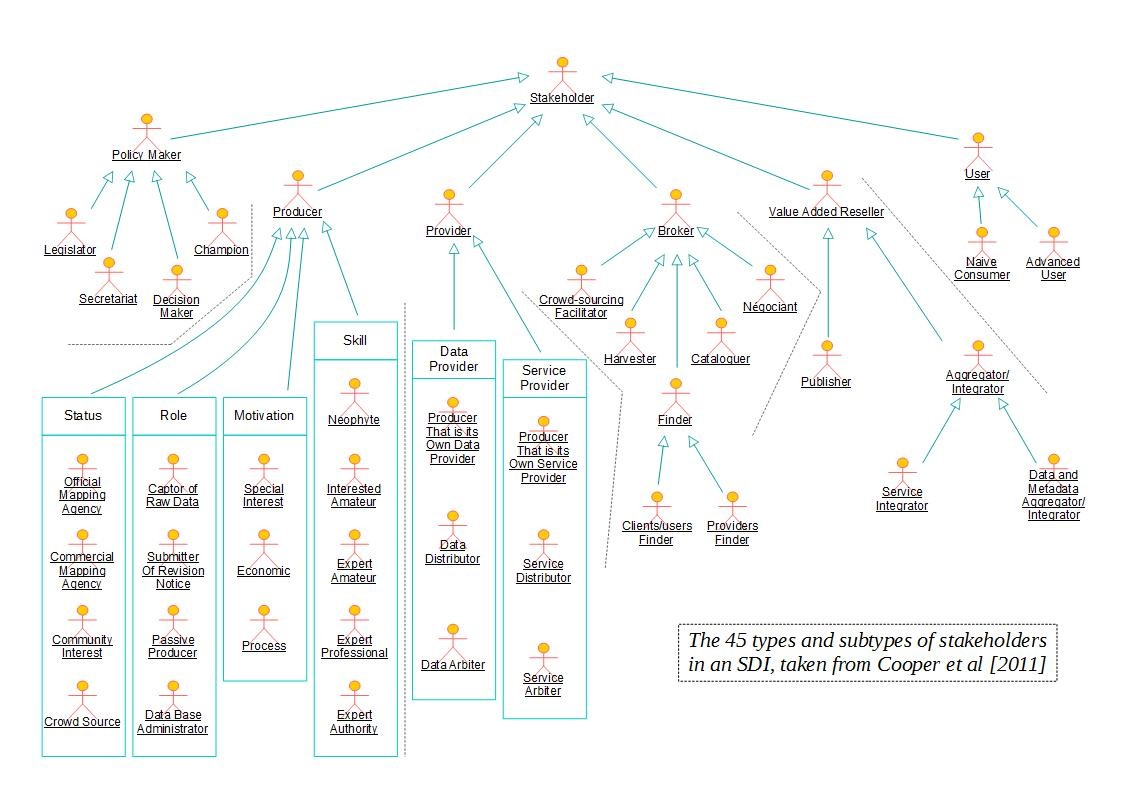 Stakeholder
Policy Maker
Legislator
Secretariat
Decision
Maker
Champion
Producer
Status
Official
Mapping
Agency
Commercial
Mapping
Agency
Community
Interest
Crowd Source
Role
Captor of
Raw Data
Submitter
Of Revision
Notice
Passive
Producer
Data Base
Administrator
Motivation
Special
Interest
Economic
Process
Skill
Neophyte
Interested
Amateur
Expert
Amateur
Expert
Professional
Expert
Authority
Provider
Data
Provider
Producer
That is its
Own Data
Provider
Data
Distributor
Data Arbiter
Service
Provider
Producer
That is its
Own Service
Provider
Service
Distributor
Service
Arbiter
Broker
Crowd-sourcing
Facilitator
Harvester
Finder
Clients/users
Finder
Providers
Finder
Cataloguer
Négociant
Value Added Reseller
Publisher
Aggregator/
Integrator
Service
Integrator
Data and
Metadata
Aggregator/
Integrator
User
Naive
Consumer
Advanced
User
The 45 types and subtypes of stakeholders
in an SDI, taken from Cooper et al [2011]